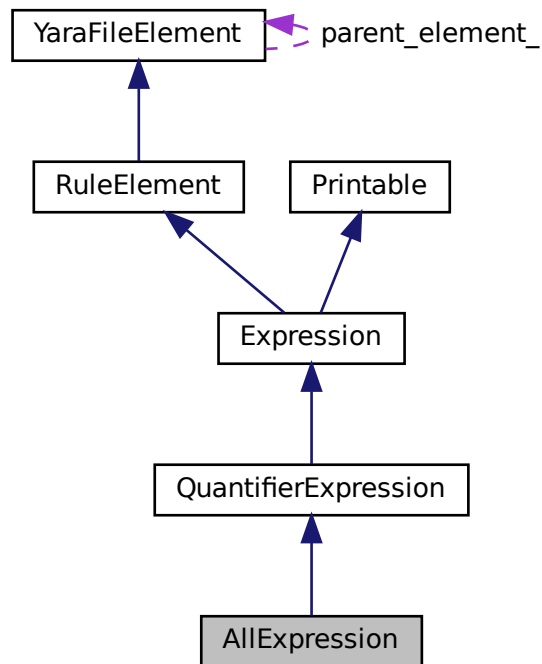 YaraFileElement
parent_element_
RuleElement
Printable
Expression
QuantifierExpression
AllExpression